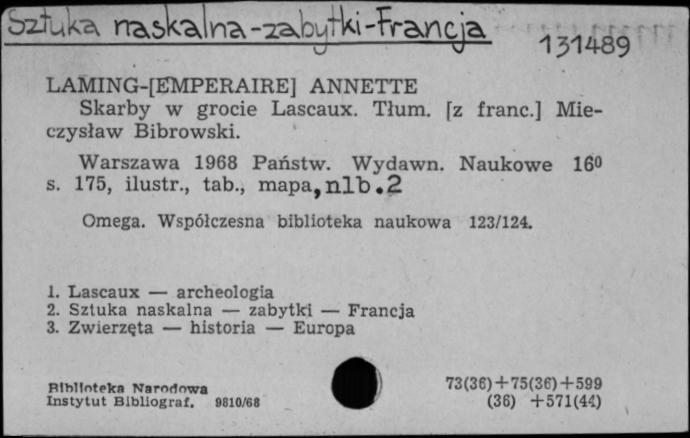 Sztuka naskalna-zabytki-Francja
131489
LAMING-[EMPERAIRE] ANNETTE
Skarby w grocie Lascaux. Tłum. [z franc.] Mie-
czysław Bibrowski.
Warszawa 1968 Państw. Wydawn. Naukowe 16⁰
s. 175, ilustr., tab., mapa, nlb.2
Omega. Współczesna biblioteka naukowa 123/124.
1. Lascaux — archeologia
2. Sztuka naskalna — zabytki — Francja
3. Zwierzęta — historia — Europa
Biblioteka Narodowa
Instytut Bibliograf. 9810/68
73(36)+75(36)+599
(36) +571(44)